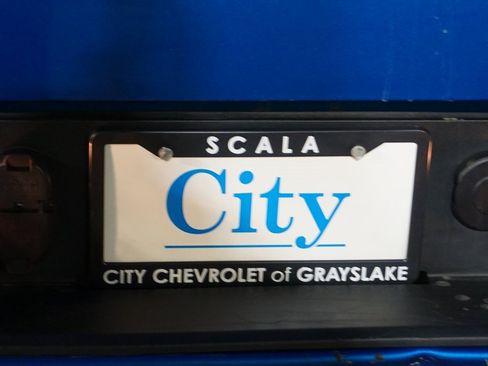 SCALA
City
CITY CHEVROLET of GRAYSLAKE